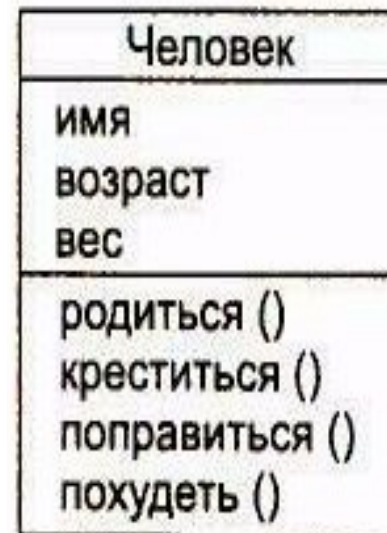 Человек
имя
возраст
вес
родиться ()
креститься ()
поправиться ()
похудеть ()